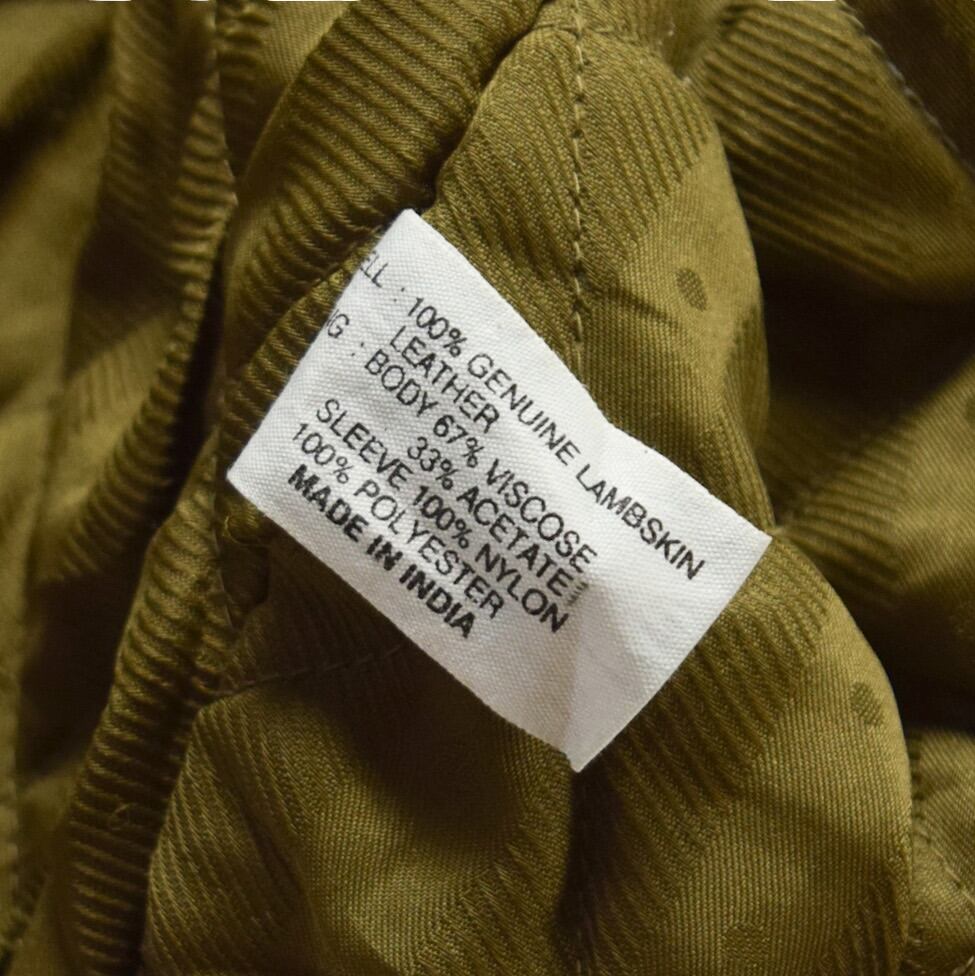 ELL : 100% GENUINE LAMBSKIN
LEATHER
G : BODY 67% VISCOSE
33% ACETATE
SLEEVE 100% NYLON
100% POLYESTER
MADE IN INDIA